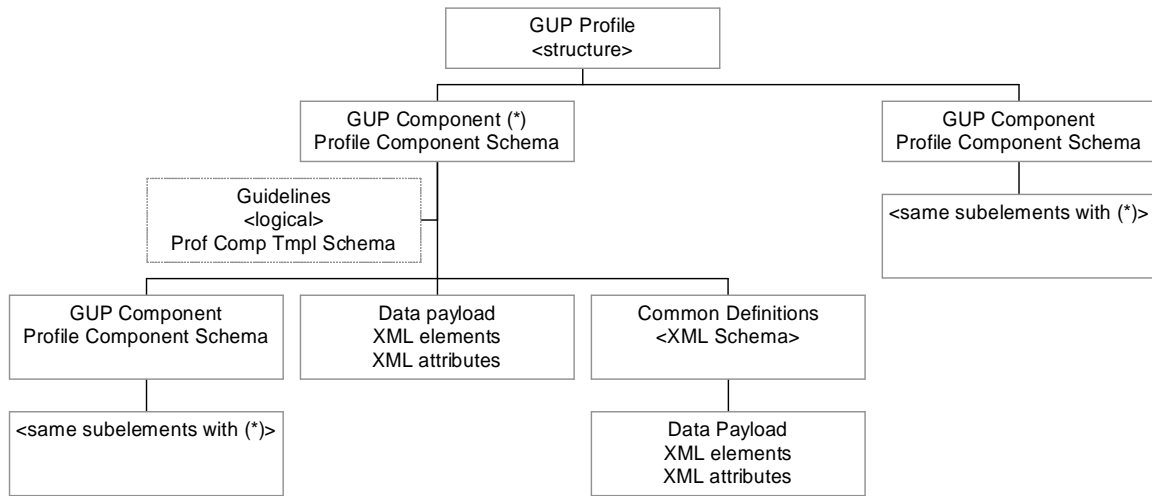 GUP Profile
<structure>
GUP Component (*)
Profile Component Schema
GUP Component
Profile Component Schema
Guidelines
<logical>
Prof Comp Tmpl Schema
<same subelements with (*)>
GUP Component
Profile Component Schema
Data payload
XML elements
XML attributes
Common Definitions
<XML Schema>
<same subelements with (*)>
Data Payload
XML elements
XML attributes